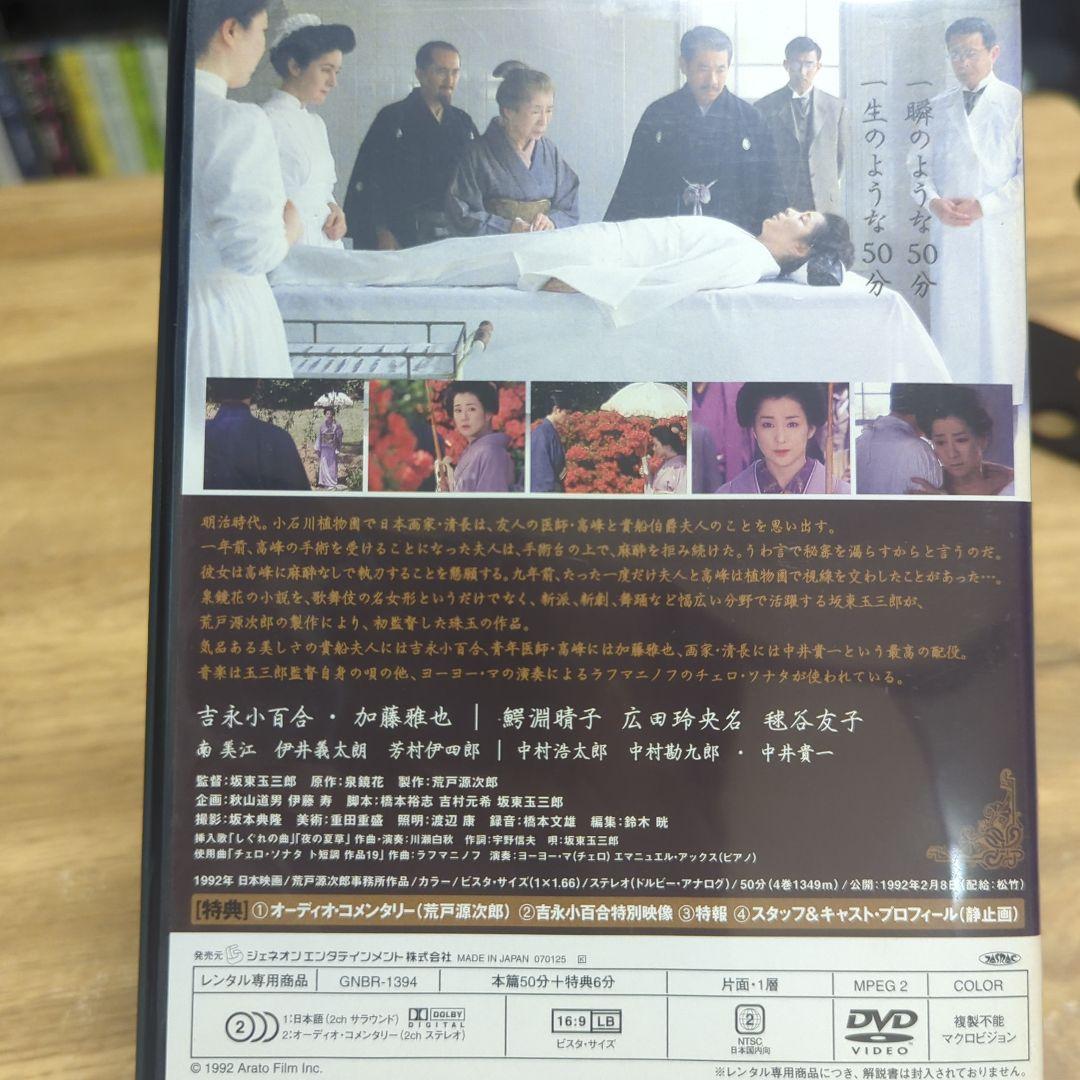 一瞬のような50分
一生のような50分
明治時代。小石川植物園で日本画家・清長は、友人の医師・高峰と貴船伯爵夫人のことを思い出す。
一年前、高峰の手術を受けることになった夫人は、手術台の上で、麻酔を拒み続けた。うわ言で秘密を漏らすからと言うのだ。
彼女は高峰に麻酔なしで執刀することを懇願する。九年前、たった一度だけ夫人と高峰は植物園で視線を交わしたことがあった…。
泉鏡花の小説を、歌舞伎の名女形というだけでなく、新派、新劇、舞踊など幅広い分野で活躍する坂東玉三郎が、
荒戸源次郎の製作により、初監督した珠玉の作品。
気品ある美しさの貴船夫人には吉永小百合、青年医師・高峰には加藤雅也、画家・清長には中井貴一という最高の配役。
音楽は玉三郎監督自身の唄の他、ヨーヨー・マの演奏によるラフマニノフのチェロ・ソナタが使われている。
吉永小百合・加藤雅也｜鰐淵晴子 広田玲央名 毬谷友子
南 美江 伊井義太朗 芳村伊四郎｜中村浩太郎 中村勘九郎・中井貴一
監督:坂東玉三郎 原作:泉鏡花 製作:荒戸源次郎
企画:秋山道男 伊藤 寿 脚本:橋本裕志 吉村元希 坂東玉三郎
撮影:坂本典隆 美術:重田重盛 照明:渡辺 康 録音:橋本文雄 編集:鈴木 晄
挿入歌「しぐれの曲」「夜の夏草」 作曲・演奏:川瀬白秋 作詞:宇野信夫 唄:坂東玉三郎
使用曲「チェロ・ソナタ ト短調 作品19」 作曲:ラフマニノフ 演奏:ヨーヨー・マ(チェロ) エマニュエル・アックス(ピアノ)
1992年 日本映画/荒戸源次郎事務所作品/カラー/ビスタ・サイズ(1×1.66)/ステレオ(ドルビー・アナログ)/50分(4巻1349m)/公開:1992年2月8日(配給:松竹)
[特典] ①オーディオ・コメンタリー(荒戸源次郎) ②吉永小百合特別映像 ③特報 ④スタッフ&キャスト・プロフィール(静止画)
発売元 ジェネオン エンタテインメント株式会社 MADE IN JAPAN 070125 K
JASRAC
レンタル専用商品 GNBR-1394 本篇50分+特典6分 片面・1層 MPEG 2 COLOR
2 1:日本語(2ch サラウンド) DOLBY DIGITAL
2:オーディオ・コメンタリー(2ch ステレオ)
16:9 LB
ビスタ・サイズ
2
NTSC
日本国内向
DVD
VIDEO
複製不能
マクロビジョン
© 1992 Arato Film Inc.
※レンタル専用商品につき、解説書は封入されておりません。